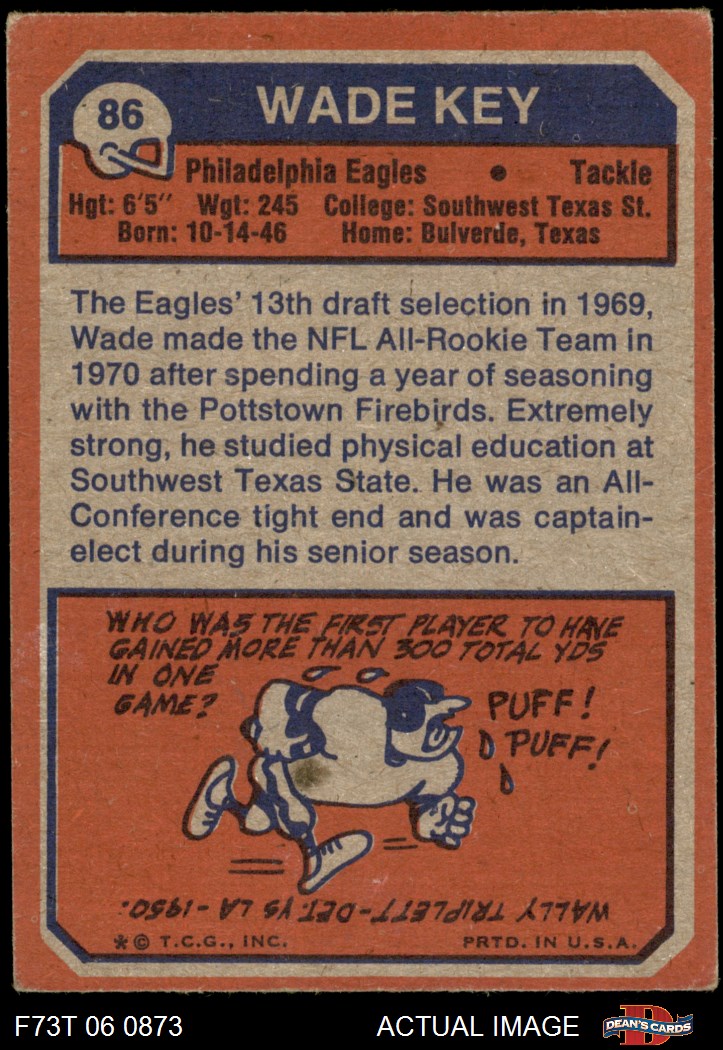 86
WADE KEY
Philadelphia Eagles • Tackle
Hgt: 6'5" Wgt: 245 College: Southwest Texas St.
Born: 10-14-46 Home: Bulverde, Texas
The Eagles' 13th draft selection in 1969,
Wade made the NFL All-Rookie Team in
1970 after spending a year of seasoning
with the Pottstown Firebirds. Extremely
strong, he studied physical education at
Southwest Texas State. He was an All-
Conference tight end and was captain-
elect during his senior season.
WHO WAS THE FIRST PLAYER TO HAVE
GAINED MORE THAN 300 TOTAL YDS
IN ONE
GAME?
PUFF!
PUFF!
WALLY TRIPLETT-DET. VS LA-1950.
*© T.C.G., INC. PRTD. IN U.S.A.
F73T 06 0873 ACTUAL IMAGE
D
DEAN'S CARDS